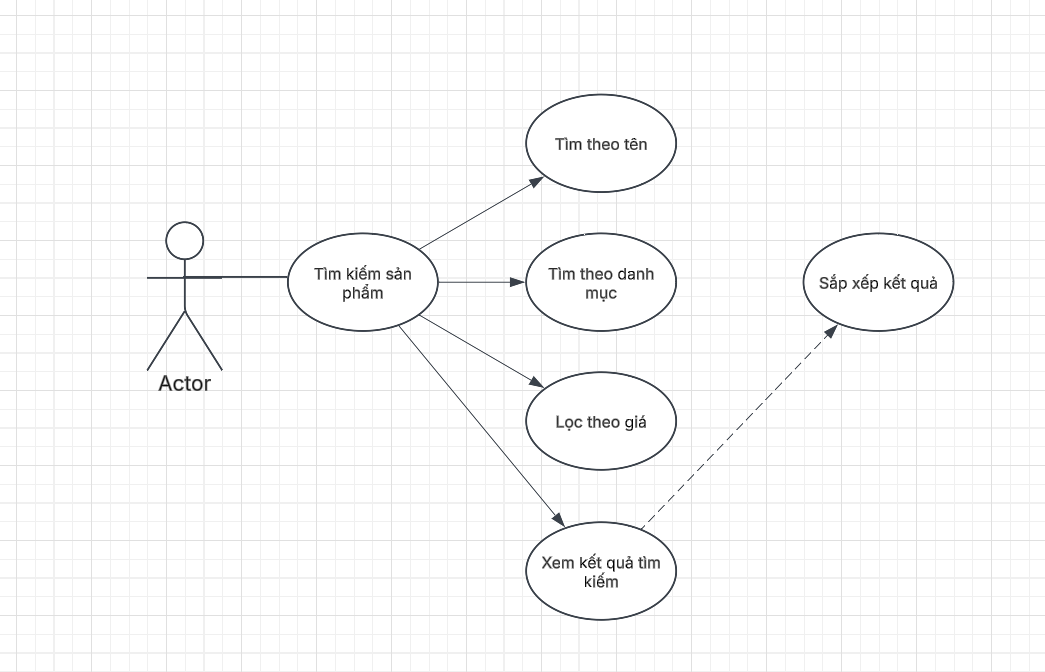 Tìm theo tên
Tìm kiếm sản
phẩm
Tìm theo danh
mục
Sắp xếp kết quả
Actor
Lọc theo giá
Xem kết quả tìm
kiếm